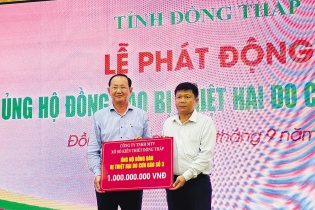 TỈNH ĐỒNG THÁP
LỄ PHÁT ĐỘNG
ỦNG HỘ ĐỒNG BÀO BỊ THIỆT HẠI DO C
Đồ tháng 9 năm
CÔNG TY TNHH MTV
XỔ SỐ KIẾN THIẾT ĐỒNG THÁP
ỦNG HỘ ĐỒNG BÀO
BỊ THIỆT HẠI DO CƠN BÃO SỐ 3
1.000.000.000 VNĐ